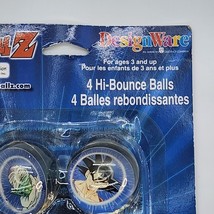 Z
DesignWare
For ages 3 and up
Pour les enfants de 3 ans et plus
4 Hi-Bounce Balls
4 Balles rebondissantes